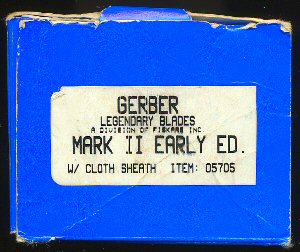 GERBER
LEGENDARY BLADES
A DIVISION OF FISKARS INC.
MARK II EARLY ED.
W/ CLOTH SHEATH ITEM: 05705